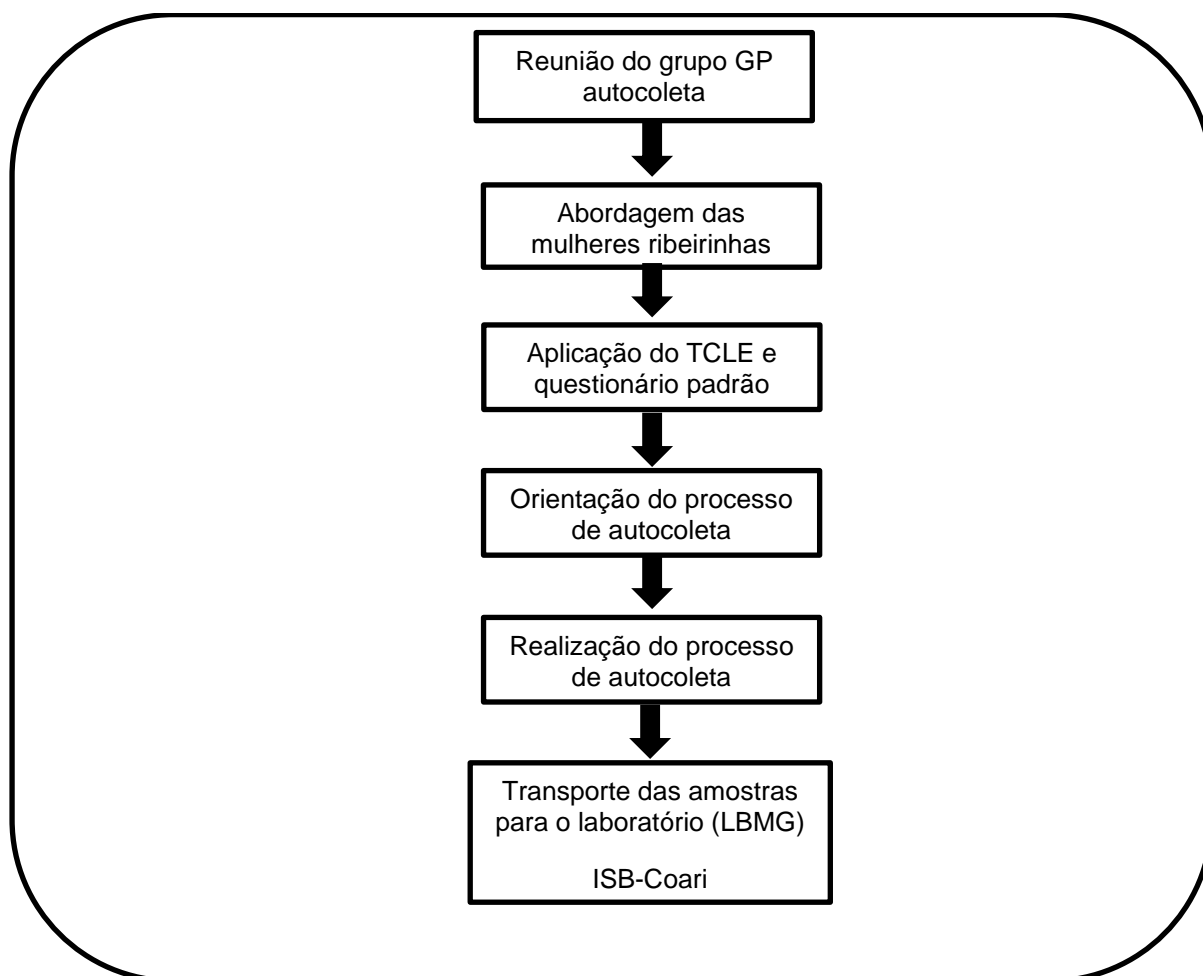 Reunião do grupo GP
autocoleta
Abordagem das
mulheres ribeirinhas
Aplicação do TCLE e
questionário padrão
Orientação do processo
de autocoleta
Realização do processo
de autocoleta
Transporte das amostras
para o laboratório (LBMG)
ISB-Coari